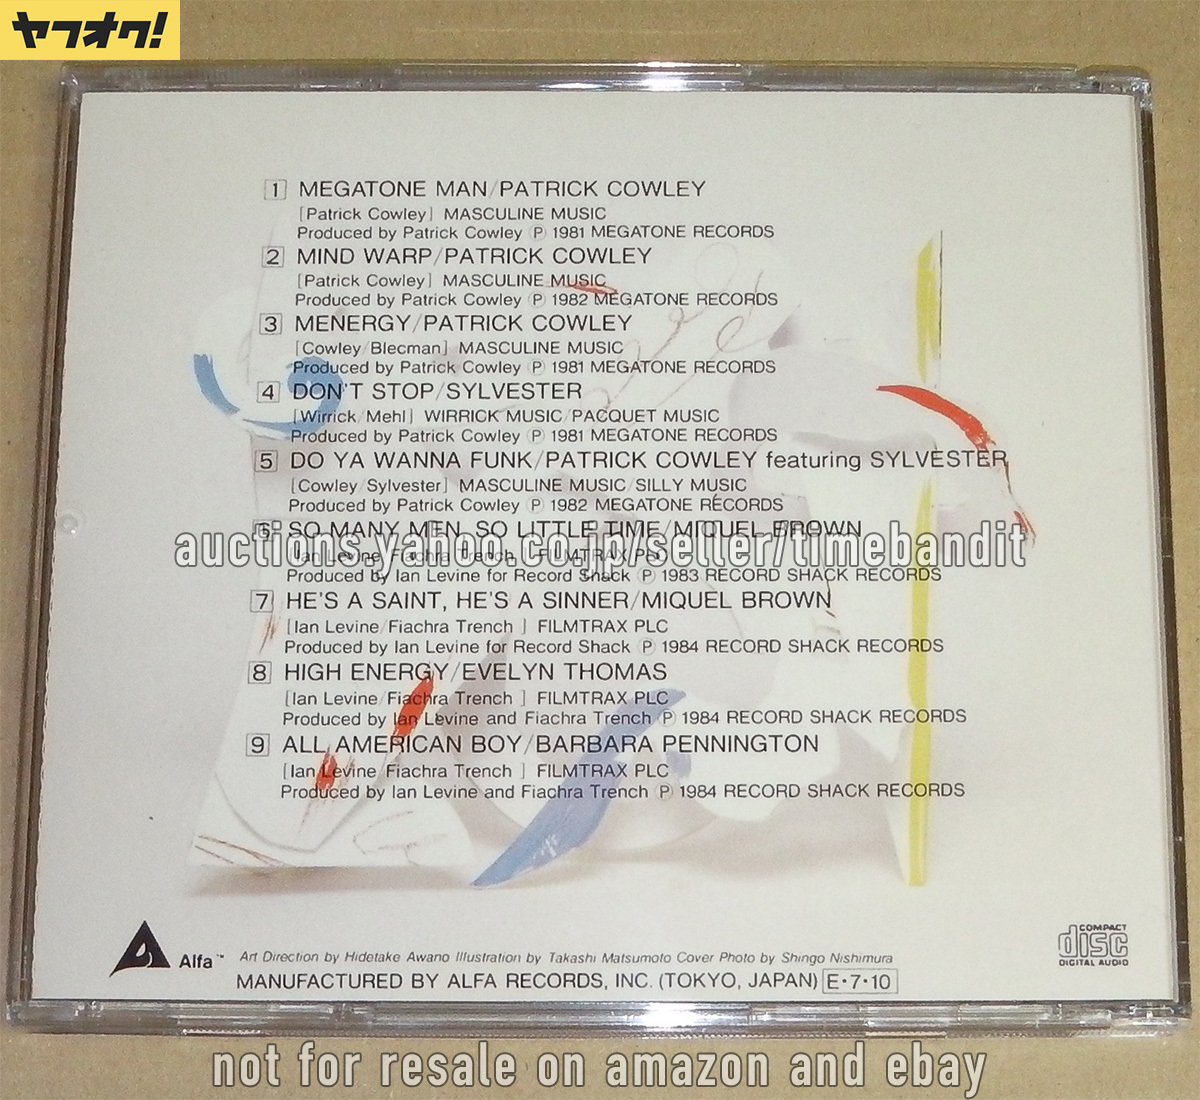 ヤフオク!
1 MEGATONE MAN/PATRICK COWLEY
[Patrick Cowley] MASCULINE MUSIC
Produced by Patrick Cowley Ⓟ 1981 MEGATONE RECORDS
2 MIND WARP/PATRICK COWLEY
[Patrick Cowley] MASCULINE MUSIC
Produced by Patrick Cowley Ⓟ 1982 MEGATONE RECORDS
3 MENERGY/PATRICK COWLEY
[Cowley/Blecman] MASCULINE MUSIC
Produced by Patrick Cowley Ⓟ 1981 MEGATONE RECORDS
4 DON'T STOP/SYLVESTER
[Wirrick/Mehl] WIRRICK MUSIC/PACQUET MUSIC
Produced by Patrick Cowley Ⓟ 1981 MEGATONE RECORDS
5 DO YA WANNA FUNK/PATRICK COWLEY featuring SYLVESTER
[Cowley/Sylvester] MASCULINE MUSIC/SILLY MUSIC
Produced by Patrick Cowley Ⓟ 1982 MEGATONE RECORDS
6 SO MANY MEN, SO LITTLE TIME/MIQUEL BROWN
auctions.yahoo.co.jp/seller/timebandit
[Ian Levine/Fiachra Trench ] FILMTRAX PLC
Produced by Ian Levine for Record Shack Ⓟ 1983 RECORD SHACK RECORDS
7 HE'S A SAINT, HE'S A SINNER/MIQUEL BROWN
[Ian Levine/Fiachra Trench ] FILMTRAX PLC
Produced by Ian Levine for Record Shack Ⓟ 1984 RECORD SHACK RECORDS
8 HIGH ENERGY/EVELYN THOMAS
[Ian Levine/Fiachra Trench ] FILMTRAX PLC
Produced by Ian Levine and Fiachra Trench Ⓟ 1984 RECORD SHACK RECORDS
9 ALL AMERICAN BOY/BARBARA PENNINGTON
[Ian Levine/Fiachra Trench ] FILMTRAX PLC
Produced by Ian Levine and Fiachra Trench Ⓟ 1984 RECORD SHACK RECORDS
COMPACT
disc
DIGITAL AUDIO
Alfa™ Art Direction by Hidetake Awano Illustration by Takashi Matsumoto Cover Photo by Shingo Nishimura
MANUFACTURED BY ALFA RECORDS, INC. (TOKYO, JAPAN) E・7・10
not for resale on amazon and ebay